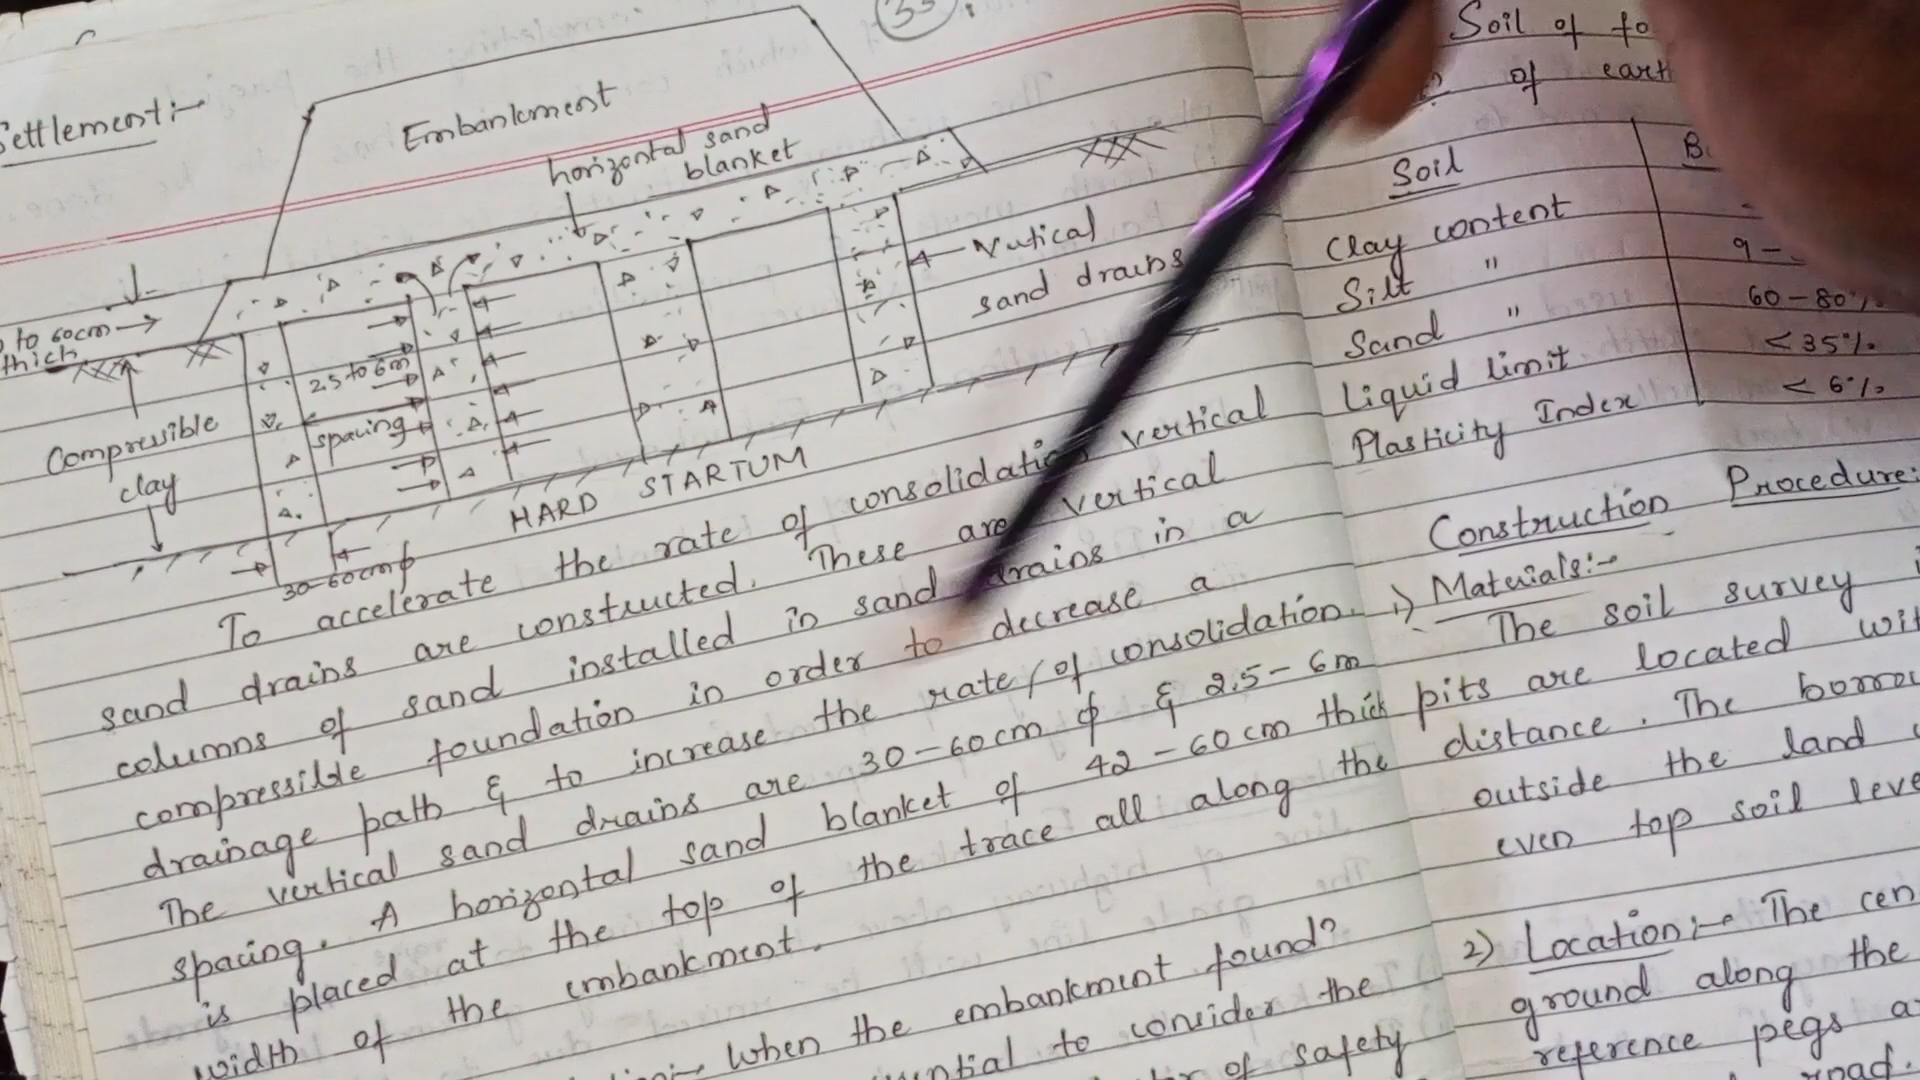 33
Settlement:-
Embankment
horizontal sand
blanket
Vutical
sand drains
to 60cm
thick
2.5 to 6m
spacing
Compressible
clay
HARD STARTUM
30-60cm ϕ
To accelerate the rate of consolidation vertical
sand drains are constructed. These are vertical
columns of sand installed in sand drains in a
compressible foundation in order to decrease a
drainage path & to increase the rate/of consolidation.
The vertical sand drains are 30-60cm ϕ & 2.5-6m
spacing. A horizontal sand blanket of 42-60cm thick
is placed at the top of the trace all along the
width of the embankment.
When the embankment found?
to consider the
of safety
Soil of
of earth
Soil
Clay content
Silt "
Sand "
Liquid limit
Plasticity Index
9 -
60-80%
<35%
<6%
Construction Procedure:
1) Materials:-
The soil survey
pits are located
distance. The
outside the land
even top soil
2) Location:- The
ground along the
reference pegs
road.